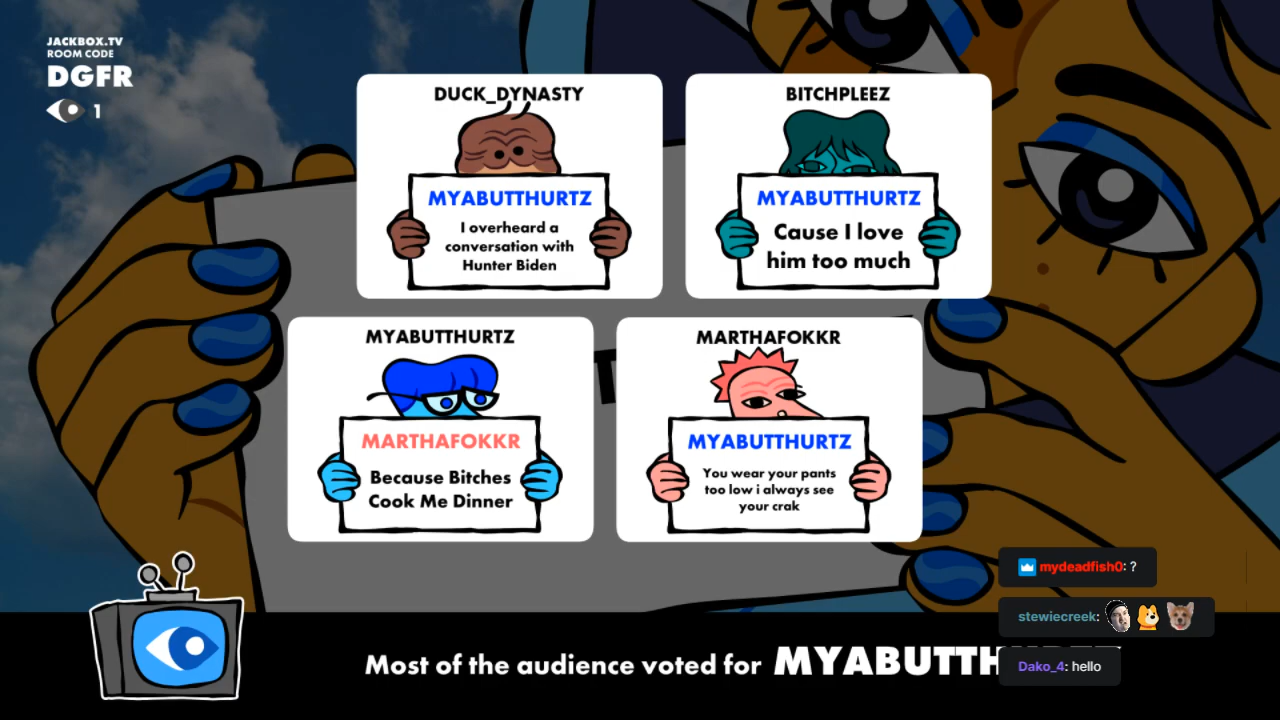 JACKBOX.TV
ROOM CODE
DGFR
1
DUCK_DYNASTY
MYABUTTHURTZ
I overheard a
conversation with
Hunter Biden
BITCHPLEEZ
MYABUTTHURTZ
Cause I love
him too much
MYABUTTHURTZ
MARTHAFOKKR
Because Bitches
Cook Me Dinner
MARTHAFOKKR
MYABUTTHURTZ
You wear your pants
too low i always see
your crak
mydeadfish0: ?
stewiecreek:
Most of the audience voted for MYABUTTH
Dako_4: hello